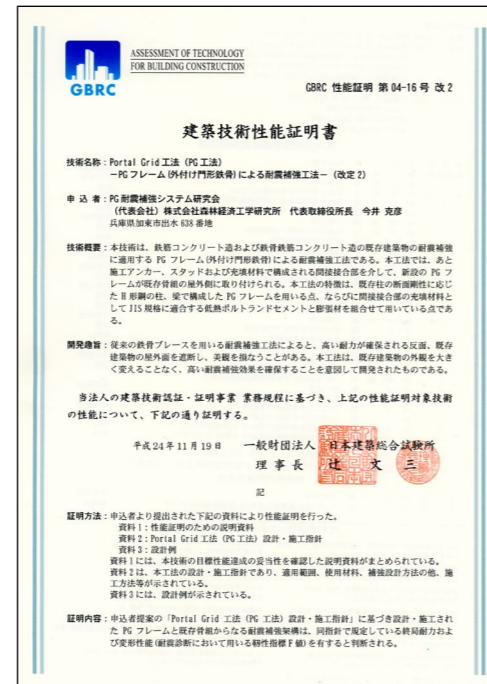 ASSESSMENT OF TECHNOLOGY
FOR BUILDING CONSTRUCTION
GBRC
GBRC 性能証明 第 04-16 号 改 2
建築技術性能証明書
技術名称：Portal Grid 工法 (PG 工法)
－PG フレーム (外付け門形鉄骨) による耐震補強工法－ (改定 2)
申 込 者：PG 耐震補強システム研究会
(代表会社) 株式会社森林経済工学研究所 代表取締役所長 今井 克彦
兵庫県加東市出水 638 番地
技術概要：本技術は、鉄筋コンクリート造および鉄骨鉄筋コンクリート造の既存建築物の耐震補強
に適用する PG フレーム(外付け門形鉄骨)による耐震補強工法である。本工法では、あと
施工アンカー、スタッドおよび充填材料で構成される間接接合部を介して、新設の PG フ
レームが既存骨組の屋外側に取り付けられる。本工法の特徴は、既存柱の断面剛性に応じ
た H 形鋼の柱、梁で構成した PG フレームを用いる点、ならびに間接接合部の充填材料と
して JIS 規格に適合する低熱ポルトランドセメントと膨張材を組合せて用いている点であ
る。
開発趣旨：従来の鉄骨ブレースを用いる耐震補強工法によると、高い耐力が確保される反面、既存
建築物の屋外面を遮断し、美観を損なうことがある。本工法は、既存建築物の外観を大き
く変えることなく、高い耐震補強効果を確保することを意図して開発されたものである。
当法人の建築技術認証・証明事業 業務規程に基づき、上記の性能証明対象技術
の性能について、下記の通り証明する。
平成 24 年 11 月 19 日 一般財団法人 日本建築総合試験所
理 事 長 辻 文 三
記
証明方法：申込者より提出された下記の資料により性能証明を行った。
資料 1：性能証明のための説明資料
資料 2：Portal Grid 工法 (PG 工法) 設計・施工指針
資料 3：設計例
資料 1 には、本技術の目標性能達成の妥当性を確認した説明資料がまとめられている。
資料 2 は、本工法の設計・施工指針であり、適用範囲、使用材料、補強設計方法の他、施
工方法等が示されている。
資料 3 には、設計例が示されている。
証明内容：申込者提案の「Portal Grid 工法 (PG 工法) 設計・施工指針」に基づき設計・施工され
た PG フレームと既存骨組からなる耐震補強架構は、同指針で規定している終局耐力およ
び変形性能(耐震診断において用いる靭性指標 F 値)を有すると判断される。